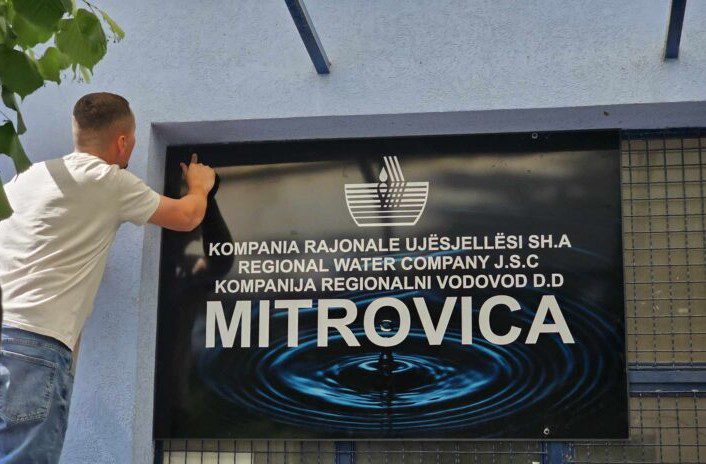 KOMPANIA RAJONALE UJËSJELLËSI SH.A
REGIONAL WATER COMPANY J.S.C
KOMPANIJA REGIONALNI VODOVOD D.D
MITROVICA